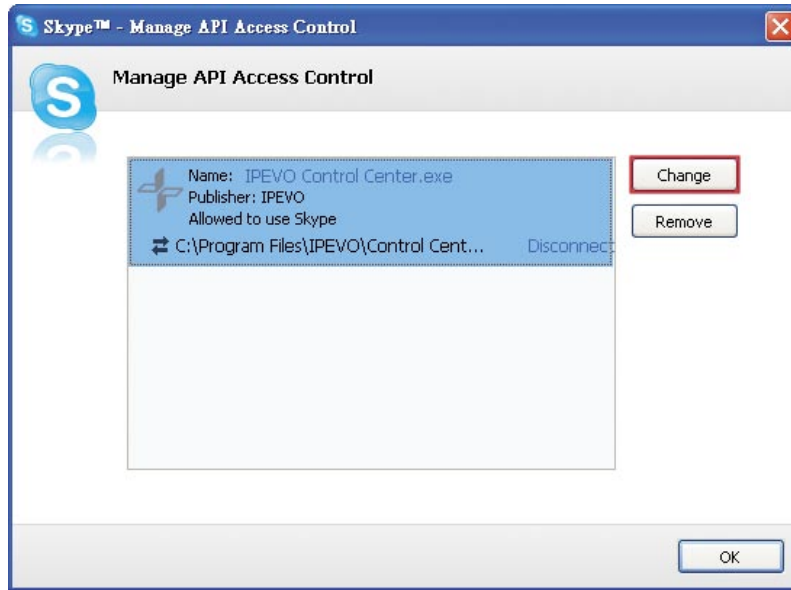 Skype™ - Manage API Access Control
Manage API Access Control
Name: IPEVO Control Center.exe
Publisher: IPEVO
Allowed to use Skype
C:\Program Files\IPEVO\Control Cent... Disconnect
Change
Remove
OK